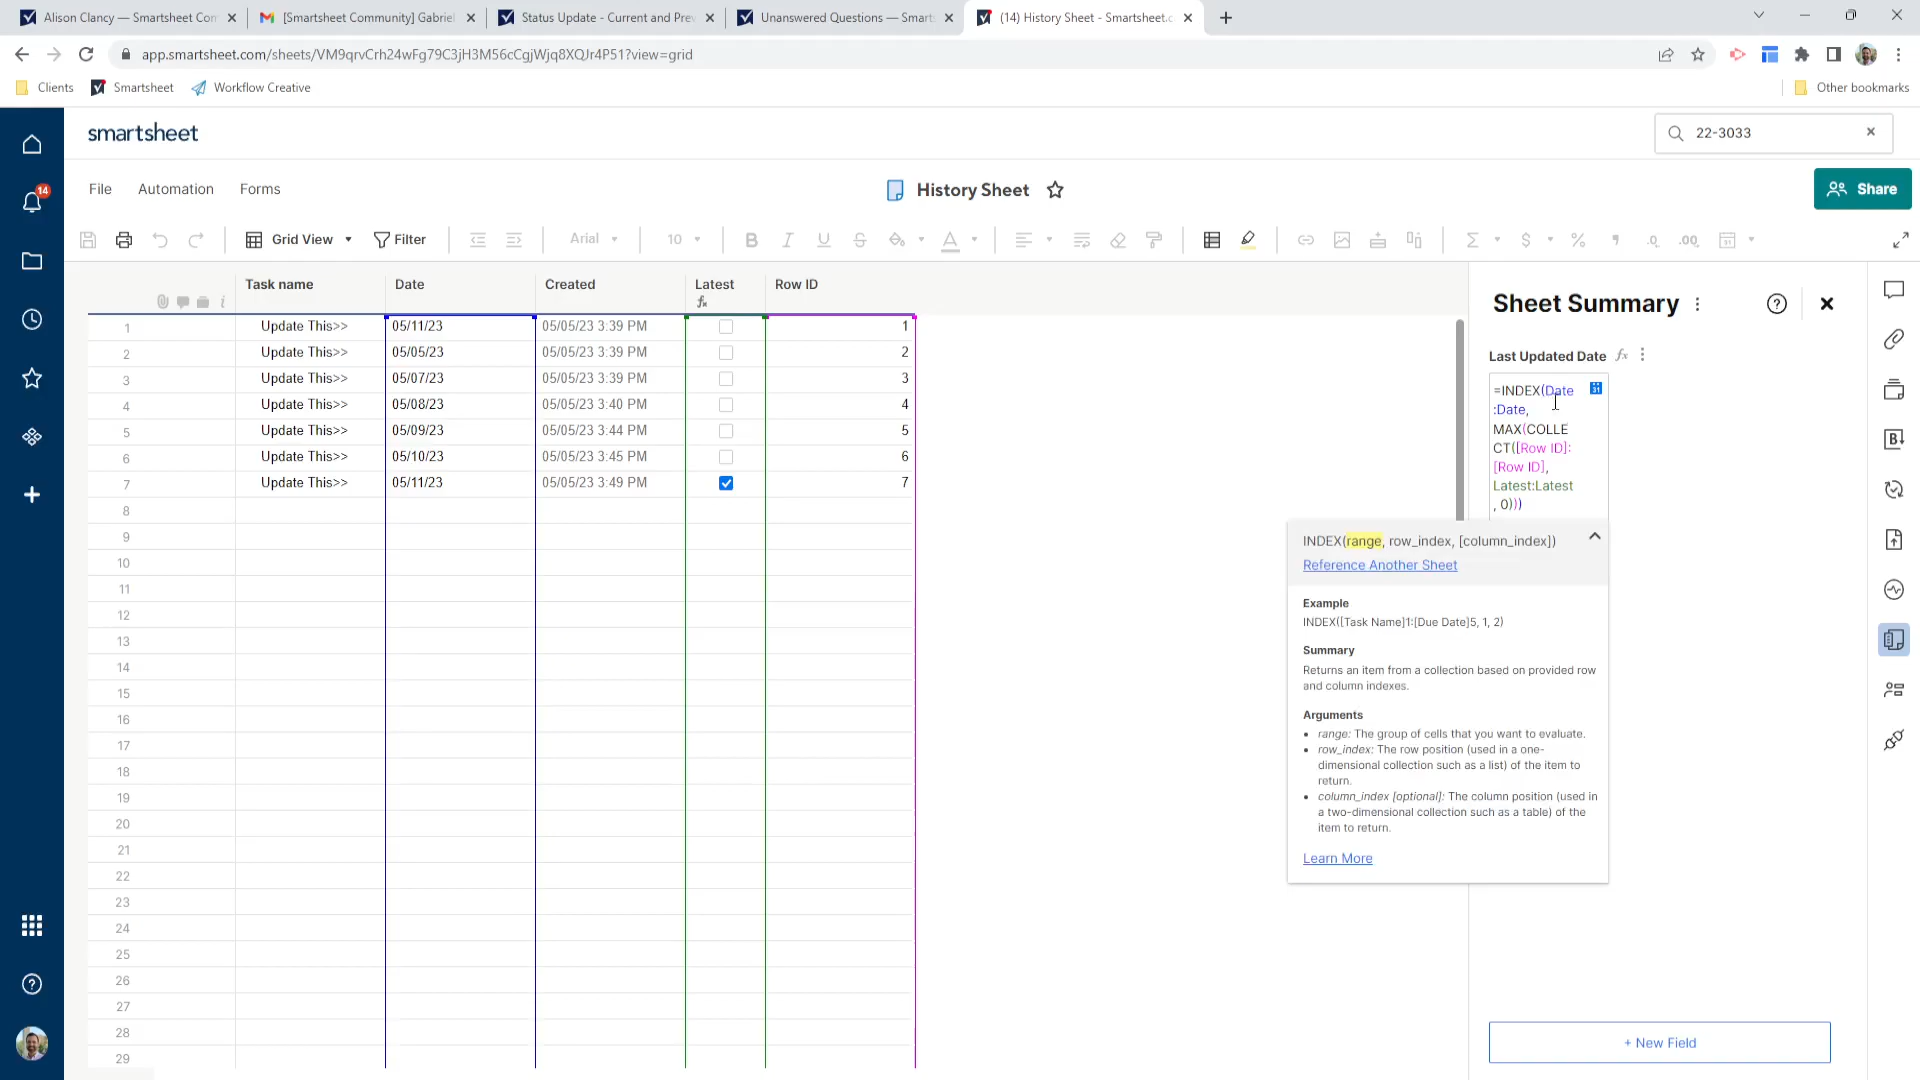 Alison Clancy — Smartsheet Com
[Smartsheet Community] Gabriel
Status Update - Current and Prev
Unanswered Questions — Smarts
(14) History Sheet - Smartsheet.c
app.smartsheet.com/sheets/VM9qrvCrh24wFg79C3jH3M56cCgjWjq8XQJr4P51?view=grid
Clients
Smartsheet
Workflow Creative
Other bookmarks
smartsheet
22-3033
14
File
Automation
Forms
History Sheet
Share
Grid View
Filter
Arial
10
B
I
U
S
A
Σ
$
%
,
.0
.00
31
Task name
Date
Created
Latest
fx
Row ID
1 Update This>> 05/11/23 05/05/23 3:39 PM 1
2 Update This>> 05/05/23 05/05/23 3:39 PM 2
3 Update This>> 05/07/23 05/05/23 3:39 PM 3
4 Update This>> 05/08/23 05/05/23 3:40 PM 4
5 Update This>> 05/09/23 05/05/23 3:44 PM 5
6 Update This>> 05/10/23 05/05/23 3:45 PM 6
7 Update This>> 05/11/23 05/05/23 3:49 PM 7
8
9
10
11
12
13
14
15
16
17
18
19
20
21
22
23
24
25
26
27
28
29
Sheet Summary
Last Updated Date fx
=INDEX(Date
:Date,
MAX(COLLE
CT([Row ID]:
[Row ID],
Latest:Latest
, 0)))
31
INDEX(range, row_index, [column_index])
Reference Another Sheet
Example
INDEX([Task Name]1:[Due Date]5, 1, 2)
Summary
Returns an item from a collection based on provided row
and column indexes.
Arguments
• range: The group of cells that you want to evaluate.
• row_index: The row position (used in a one-
dimensional collection such as a list) of the item to
return.
• column_index [optional]: The column position (used in
a two-dimensional collection such as a table) of the
item to return.
Learn More
+ New Field